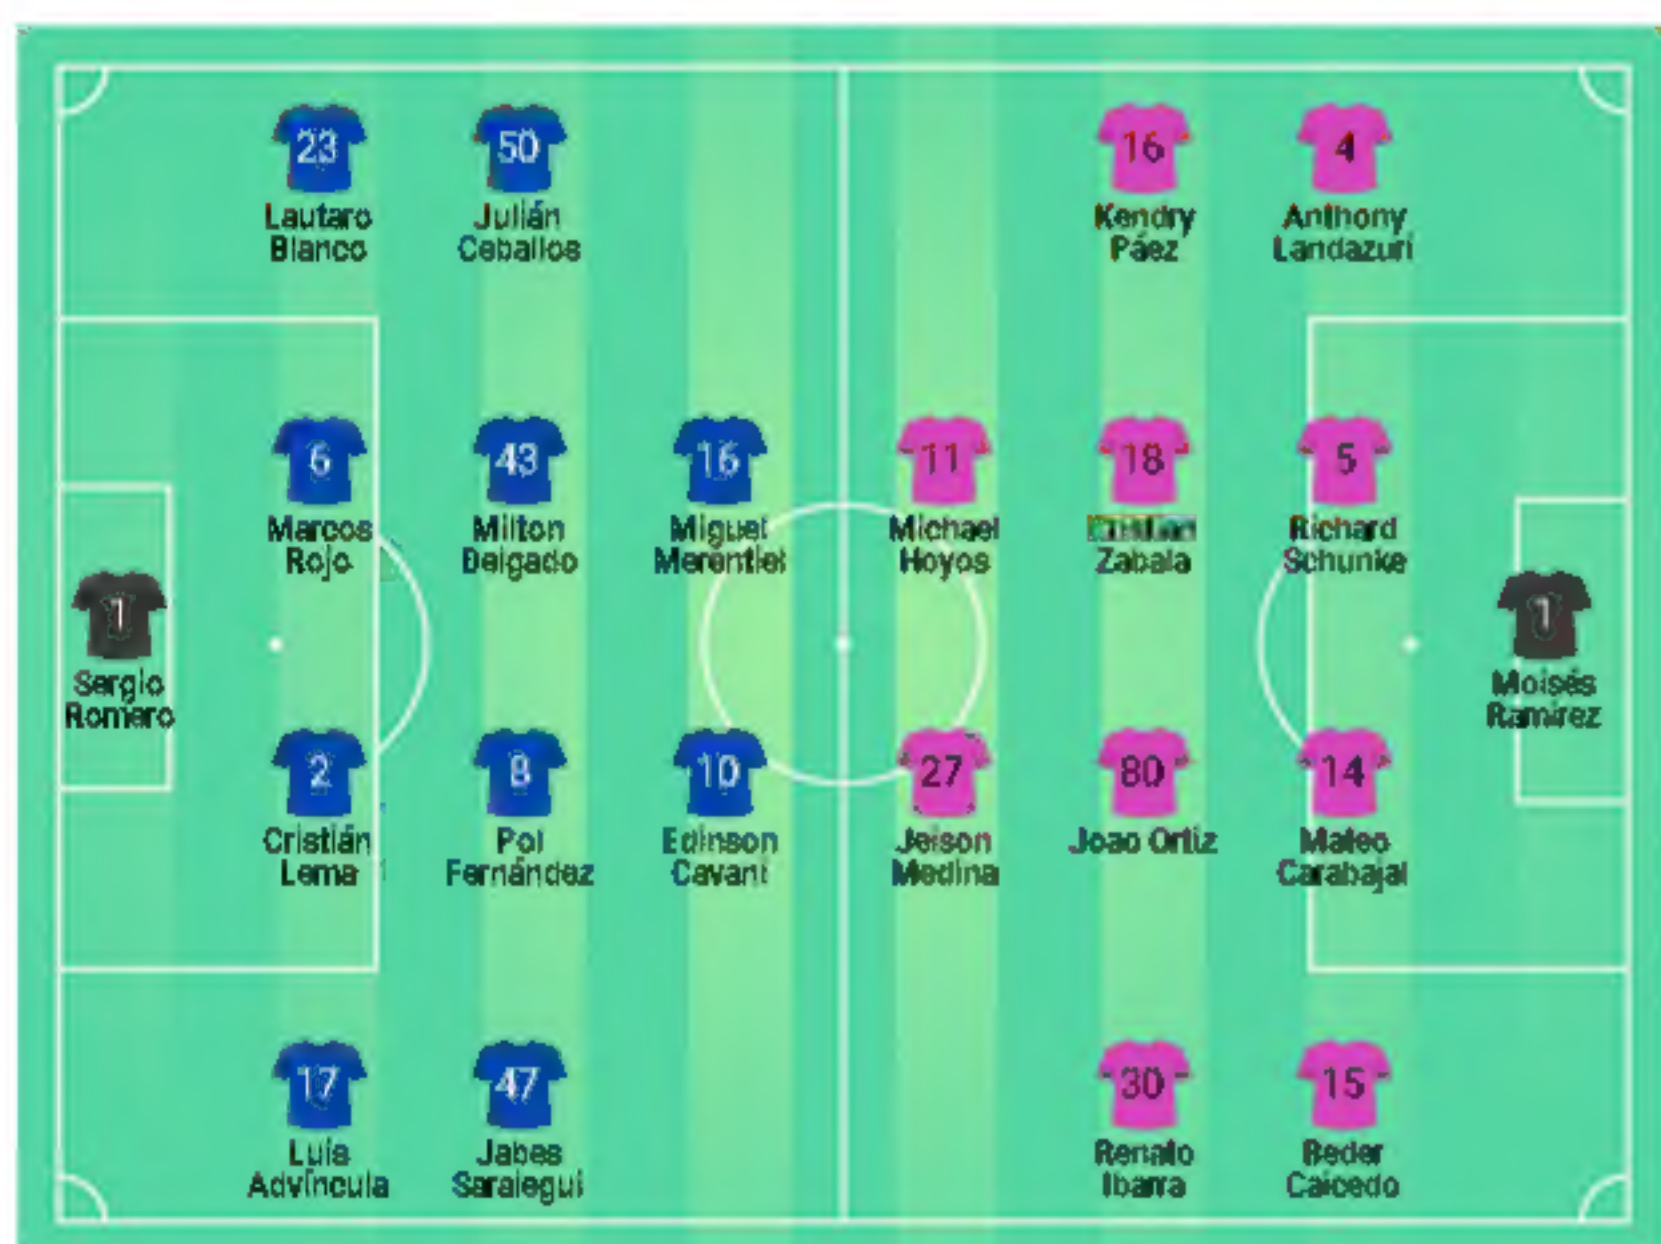 23
Lautaro
Blanco
50
Julián
Ceballos
16
Kendry
Páez
4
Anthony
Landazuri
6
Marcos
Rojo
43
Milton
Delgado
16
Miguel
Merentiel
11
Michael
Hoyos
18
Zabala
5
Richard
Schunke
1
Sergio
Romero
1
Moisés
Ramírez
2
Cristián
Lema
8
Pol
Fernández
10
Edinson
Cavani
27
Jeison
Medina
80
Joao Ortiz
14
Mateo
Carabajal
17
Luis
Advíncula
47
Jabes
Saralegui
30
Renato
Ibarra
15
Beder
Caicedo